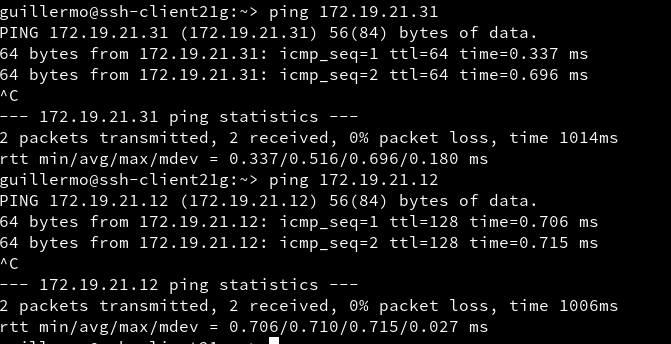 guillermo@ssh-client21g:~> ping 172.19.21.31
PING 172.19.21.31 (172.19.21.31) 56(84) bytes of data.
64 bytes from 172.19.21.31: icmp_seq=1 ttl=64 time=0.337 ms
64 bytes from 172.19.21.31: icmp_seq=2 ttl=64 time=0.696 ms
^C
--- 172.19.21.31 ping statistics ---
2 packets transmitted, 2 received, 0% packet loss, time 1014ms
rtt min/avg/max/mdev = 0.337/0.516/0.696/0.180 ms
guillermo@ssh-client21g:~> ping 172.19.21.12
PING 172.19.21.12 (172.19.21.12) 56(84) bytes of data.
64 bytes from 172.19.21.12: icmp_seq=1 ttl=128 time=0.706 ms
64 bytes from 172.19.21.12: icmp_seq=2 ttl=128 time=0.715 ms
^C
--- 172.19.21.12 ping statistics ---
2 packets transmitted, 2 received, 0% packet loss, time 1006ms
rtt min/avg/max/mdev = 0.706/0.710/0.715/0.027 ms